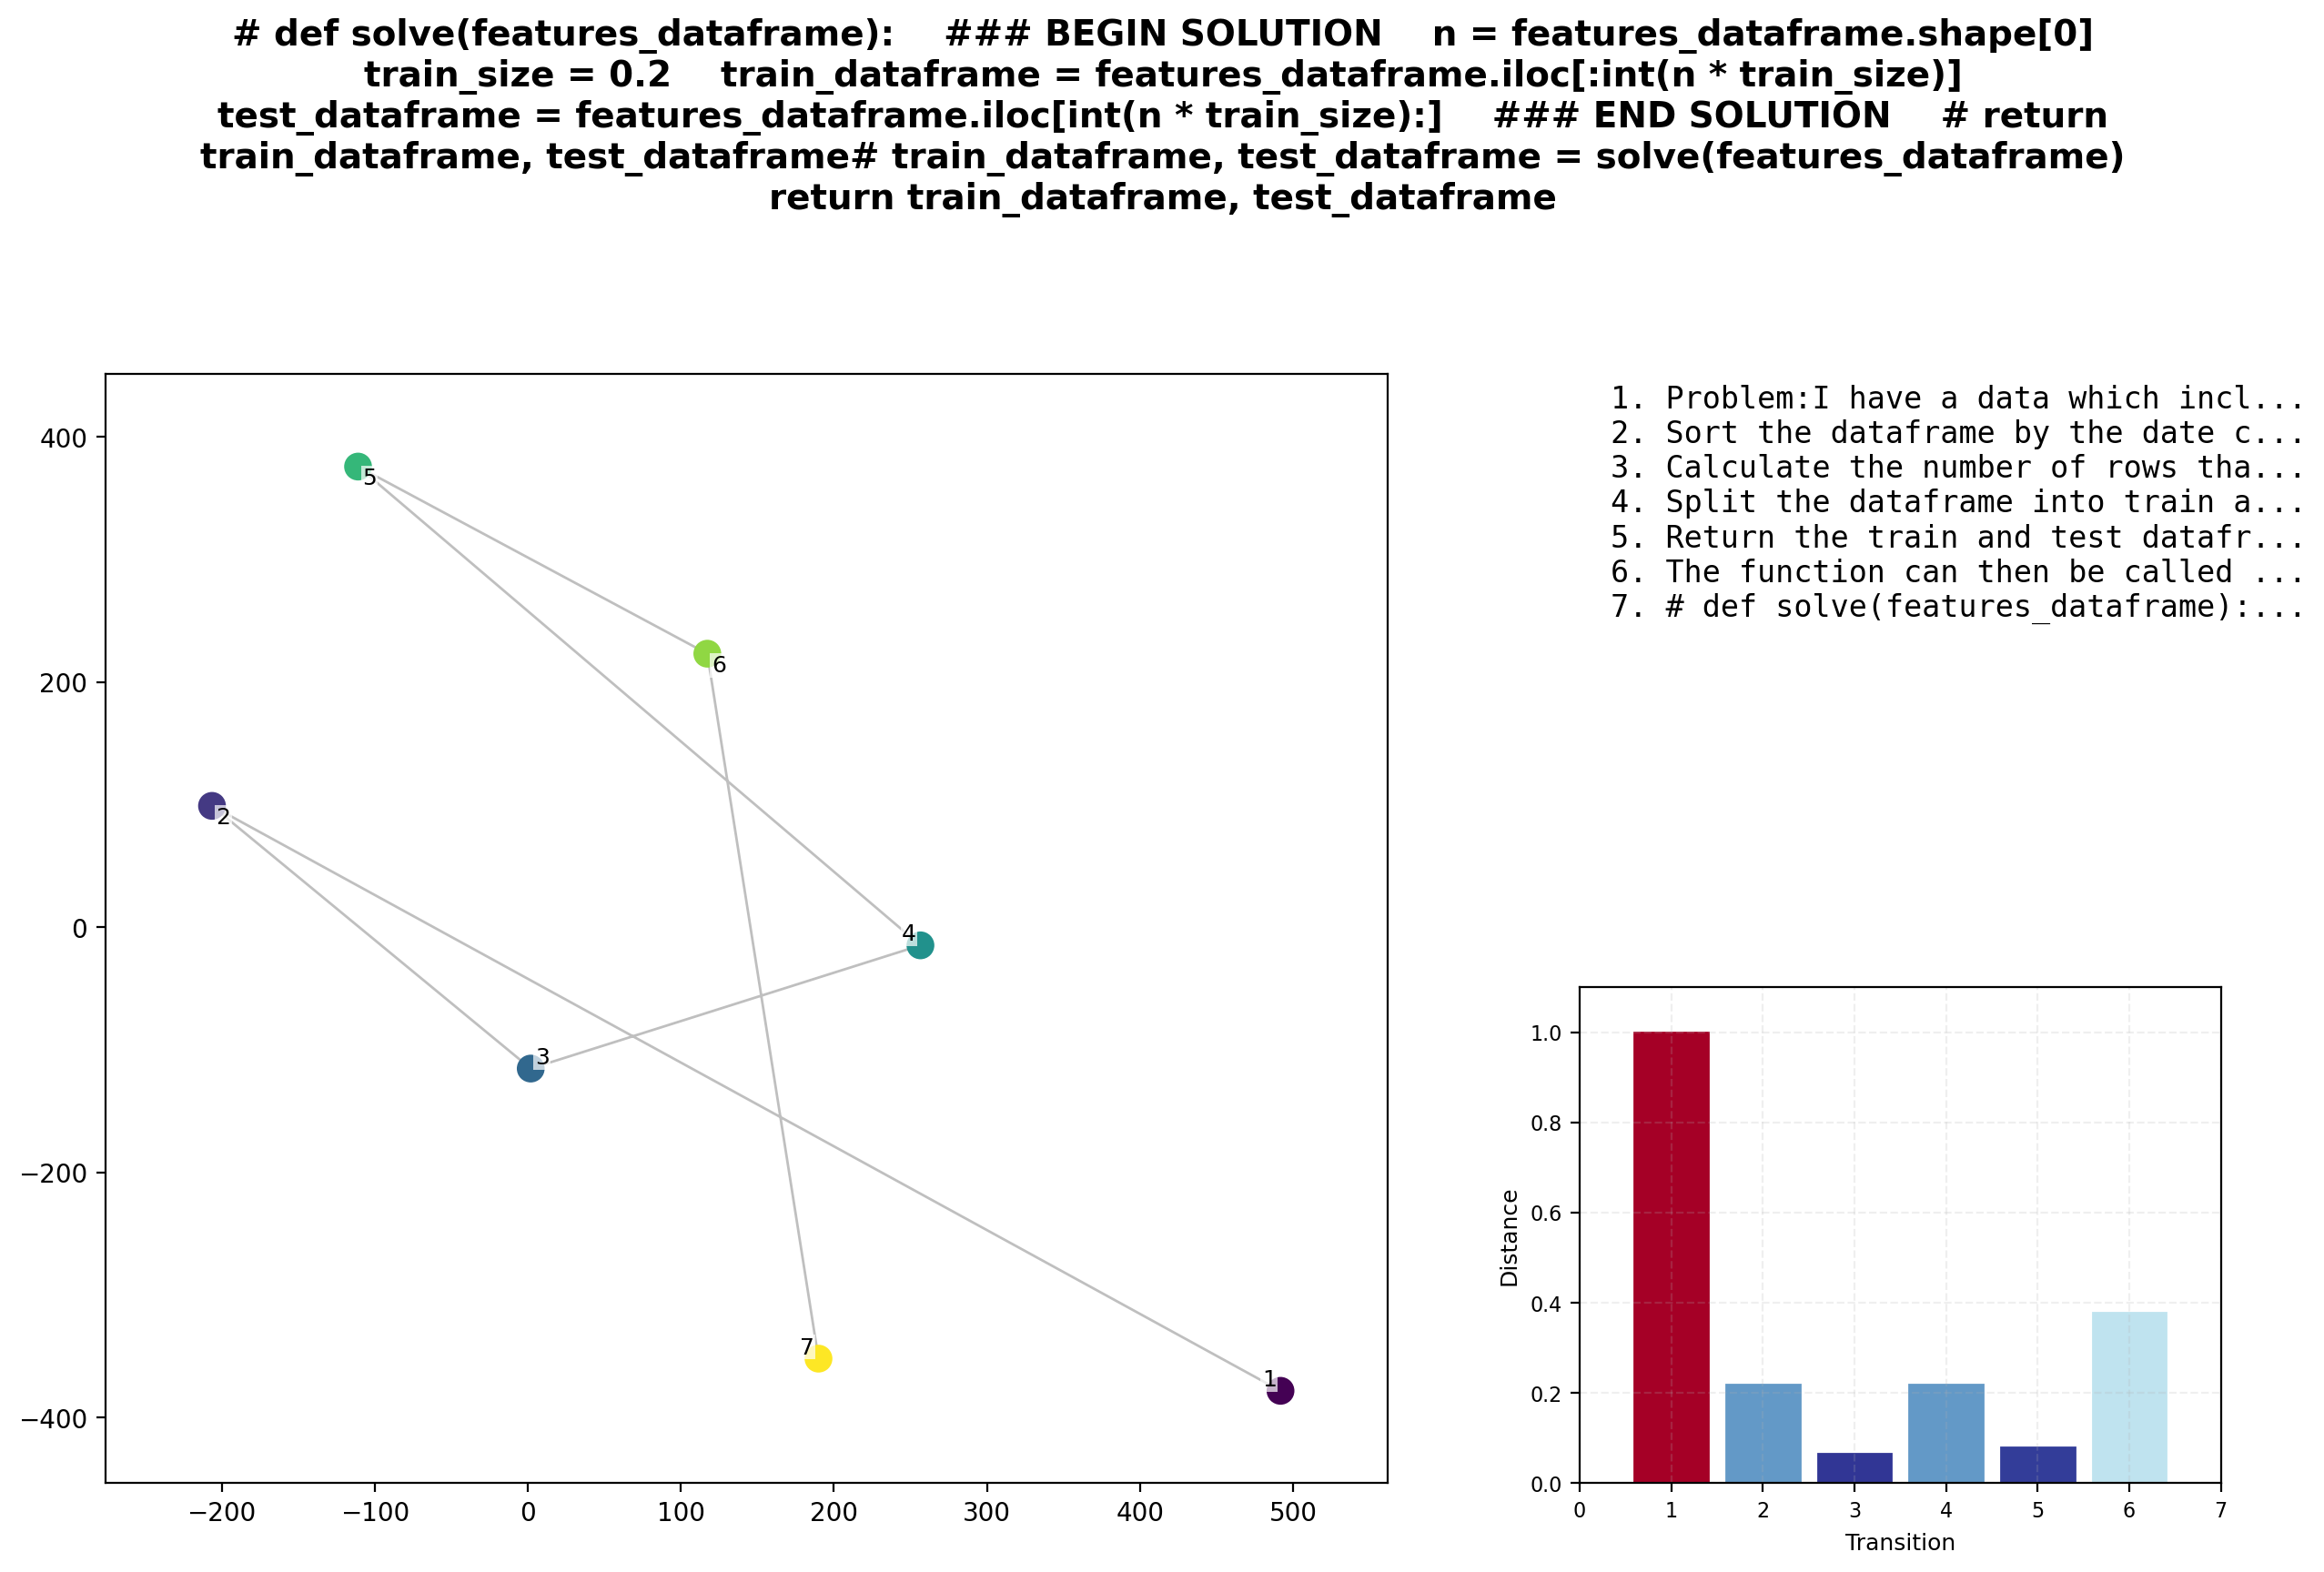 # def solve(features_dataframe):    ### BEGIN SOLUTION    n = features_dataframe.shape[0]
train_size = 0.2    train_dataframe = features_dataframe.iloc[:int(n * train_size)]
test_dataframe = features_dataframe.iloc[int(n * train_size):]    ### END SOLUTION    # return
train_dataframe, test_dataframe# train_dataframe, test_dataframe = solve(features_dataframe)
return train_dataframe, test_dataframe
400
200
0
−200
−400
−200
−100
0
100
200
300
400
500
5
6
2
4
3
7
1
1. Problem:I have a data which incl...
2. Sort the dataframe by the date c...
3. Calculate the number of rows tha...
4. Split the dataframe into train a...
5. Return the train and test datafr...
6. The function can then be called ...
7. # def solve(features_dataframe):...
Distance
1.0
0.8
0.6
0.4
0.2
0.0
0
1
2
3
4
5
6
7
Transition